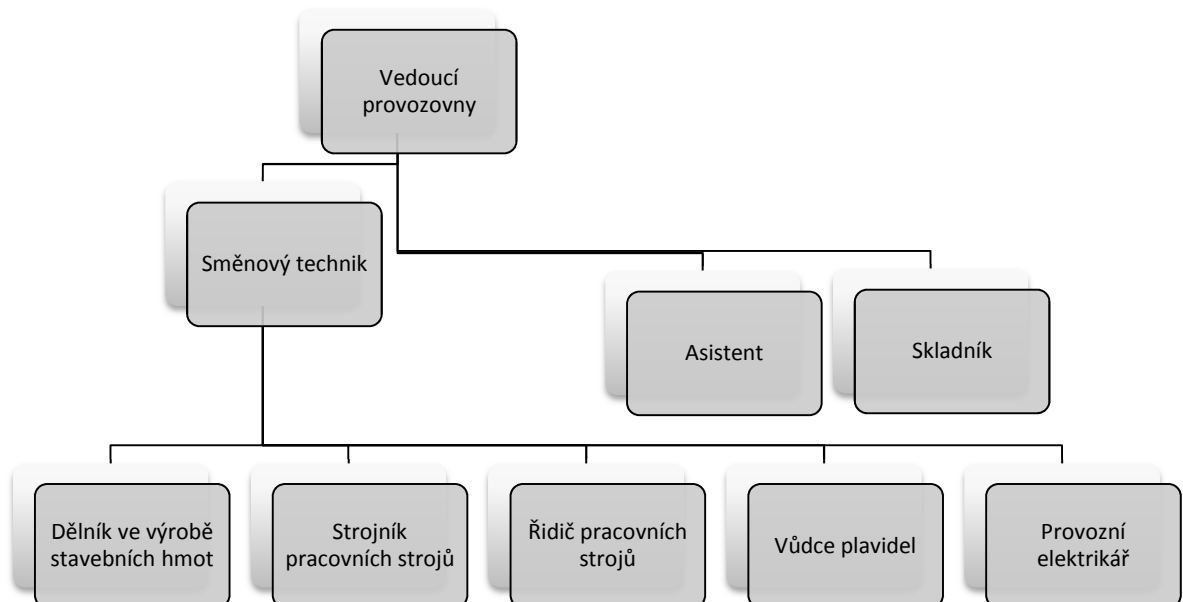 Vedoucí
provozovny
Směnový technik
Asistent
Skladník
Dělník ve výrobě
stavebních hmot
Strojník
pracovních strojů
Řidič pracovních
strojů
Vůdce plavidel
Provozní
elektrikář